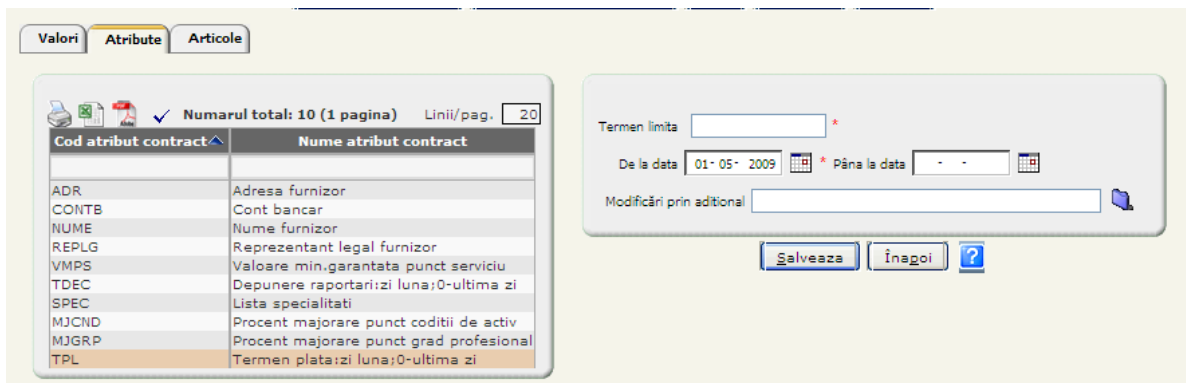 Valori Atribute Articole
Numarul total: 10 (1 pagina) Linii/pag. 20
Cod atribut contract Nume atribut contract
ADR Adresa furnizor
CONTB Cont bancar
NUME Nume furnizor
REPLG Reprezentant legal furnizor
VMPS Valoare min.garantata punct serviciu
TDEC Depunere raportari:zi luna;0-ultima zi
SPEC Lista specialitati
MJCND Procent majorare punct coditii de activ
MJGRP Procent majorare punct grad profesional
TPL Termen plata:zi luna;0-ultima zi
Termen limita *
De la data 01- 05- 2009 * Pâna la data - -
Modificări prin aditional
Salveaza Înapoi ?